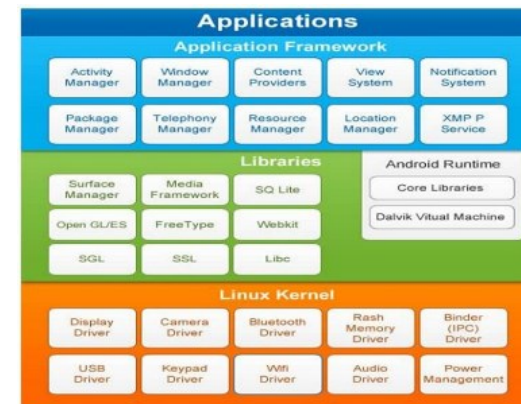 Applications
Application Framework
Activity Manager
Window Manager
Content Providers
View System
Notification System
Package Manager
Telephony Manager
Resource Manager
Location Manager
XMP P Service
Libraries
Surface Manager
Media Framework
SQ Lite
Open GL/ES
FreeType
Webkit
SGL
SSL
Libc
Android Runtime
Core Libraries
Dalvik Vitual Machine
Linux Kernel
Display Driver
Camera Driver
Bluetooth Driver
Rash Memory Driver
Binder (IPC) Driver
USB Driver
Keypad Driver
Wifi Driver
Audio Driver
Power Management